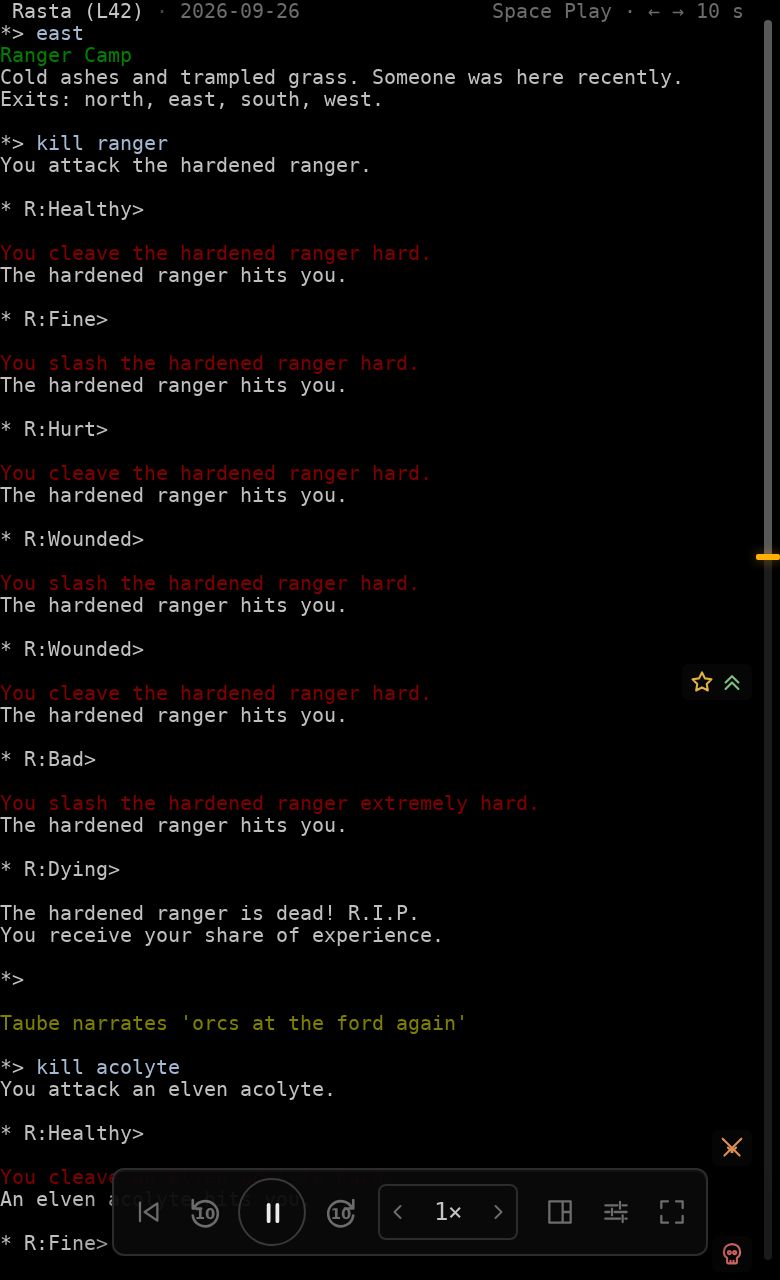 Rasta (L42) · 2026-09-26 Space Play · ← → 10 s
*> east
Ranger Camp
Cold ashes and trampled grass. Someone was here recently.
Exits: north, east, south, west.
*> kill ranger
You attack the hardened ranger.
* R:Healthy>
You cleave the hardened ranger hard.
The hardened ranger hits you.
* R:Fine>
You slash the hardened ranger hard.
The hardened ranger hits you.
* R:Hurt>
You cleave the hardened ranger hard.
The hardened ranger hits you.
* R:Wounded>
You slash the hardened ranger hard.
The hardened ranger hits you.
* R:Wounded>
You cleave the hardened ranger hard.
The hardened ranger hits you.
* R:Bad>
You slash the hardened ranger extremely hard.
The hardened ranger hits you.
* R:Dying>
The hardened ranger is dead! R.I.P.
You receive your share of experience.
*>
Taube narrates 'orcs at the ford again'
*> kill acolyte
You attack an elven acolyte.
* R:Healthy>
You cleave an elven acolyte hard.
An elven acolyte hits you.
10 10 1×
* R:Fine>